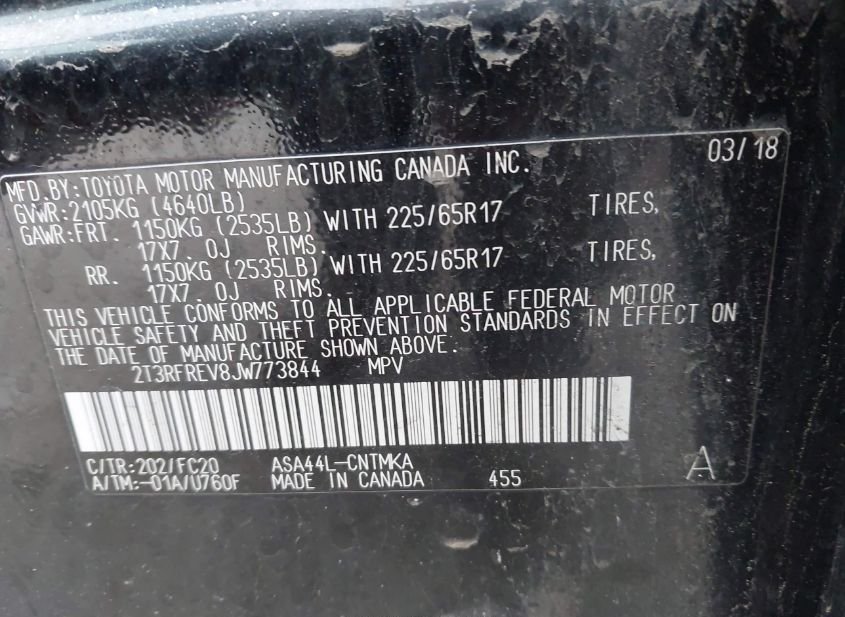 MFD.BY:TOYOTA MOTOR MANUFACTURING CANADA INC. 03/18
GVWR:2105KG (4640LB)
GAWR:FRT. 1150KG (2535LB) WITH 225/65R17 TIRES,
17X7.0J RIMS.
RR. 1150KG (2535LB) WITH 225/65R17 TIRES,
17X7.0J RIMS.
THIS VEHICLE CONFORMS TO ALL APPLICABLE FEDERAL MOTOR
VEHICLE SAFETY AND THEFT PREVENTION STANDARDS IN EFFECT ON
THE DATE OF MANUFACTURE SHOWN ABOVE.
2T3RFREV8JW773844 MPV
C/TR:202/FC20 ASA44L-CNTMKA A
A/TM:-01A/U760F MADE IN CANADA 455